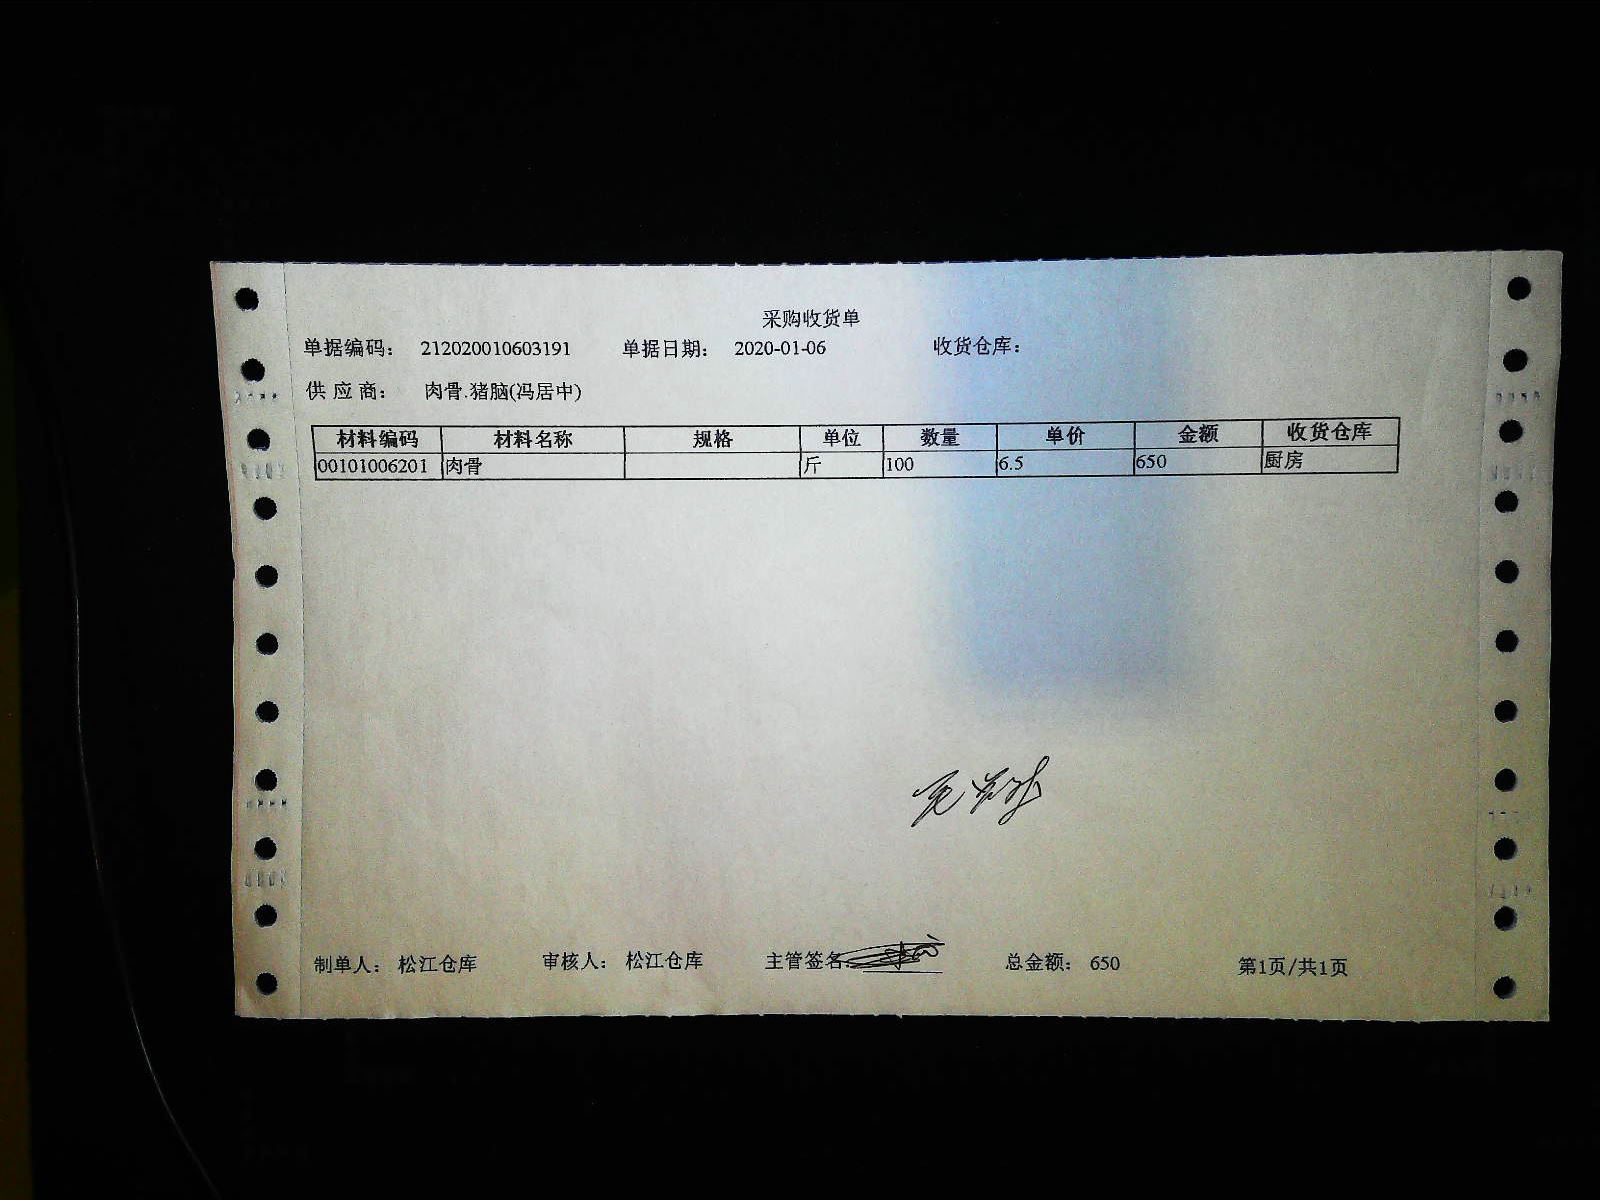 采购收货单
单据编码： 212020010603191 单据日期： 2020-01-06 收货仓库：
供 应 商： 肉骨.猪脑(冯居中)
材料编码 材料名称 规格 单位 数量 单价 金额 收货仓库
00101006201 肉骨 斤 100 6.5 650 厨房
制单人： 松江仓库 审核人： 松江仓库 主管签名: 总金额： 650 第1页/共1页